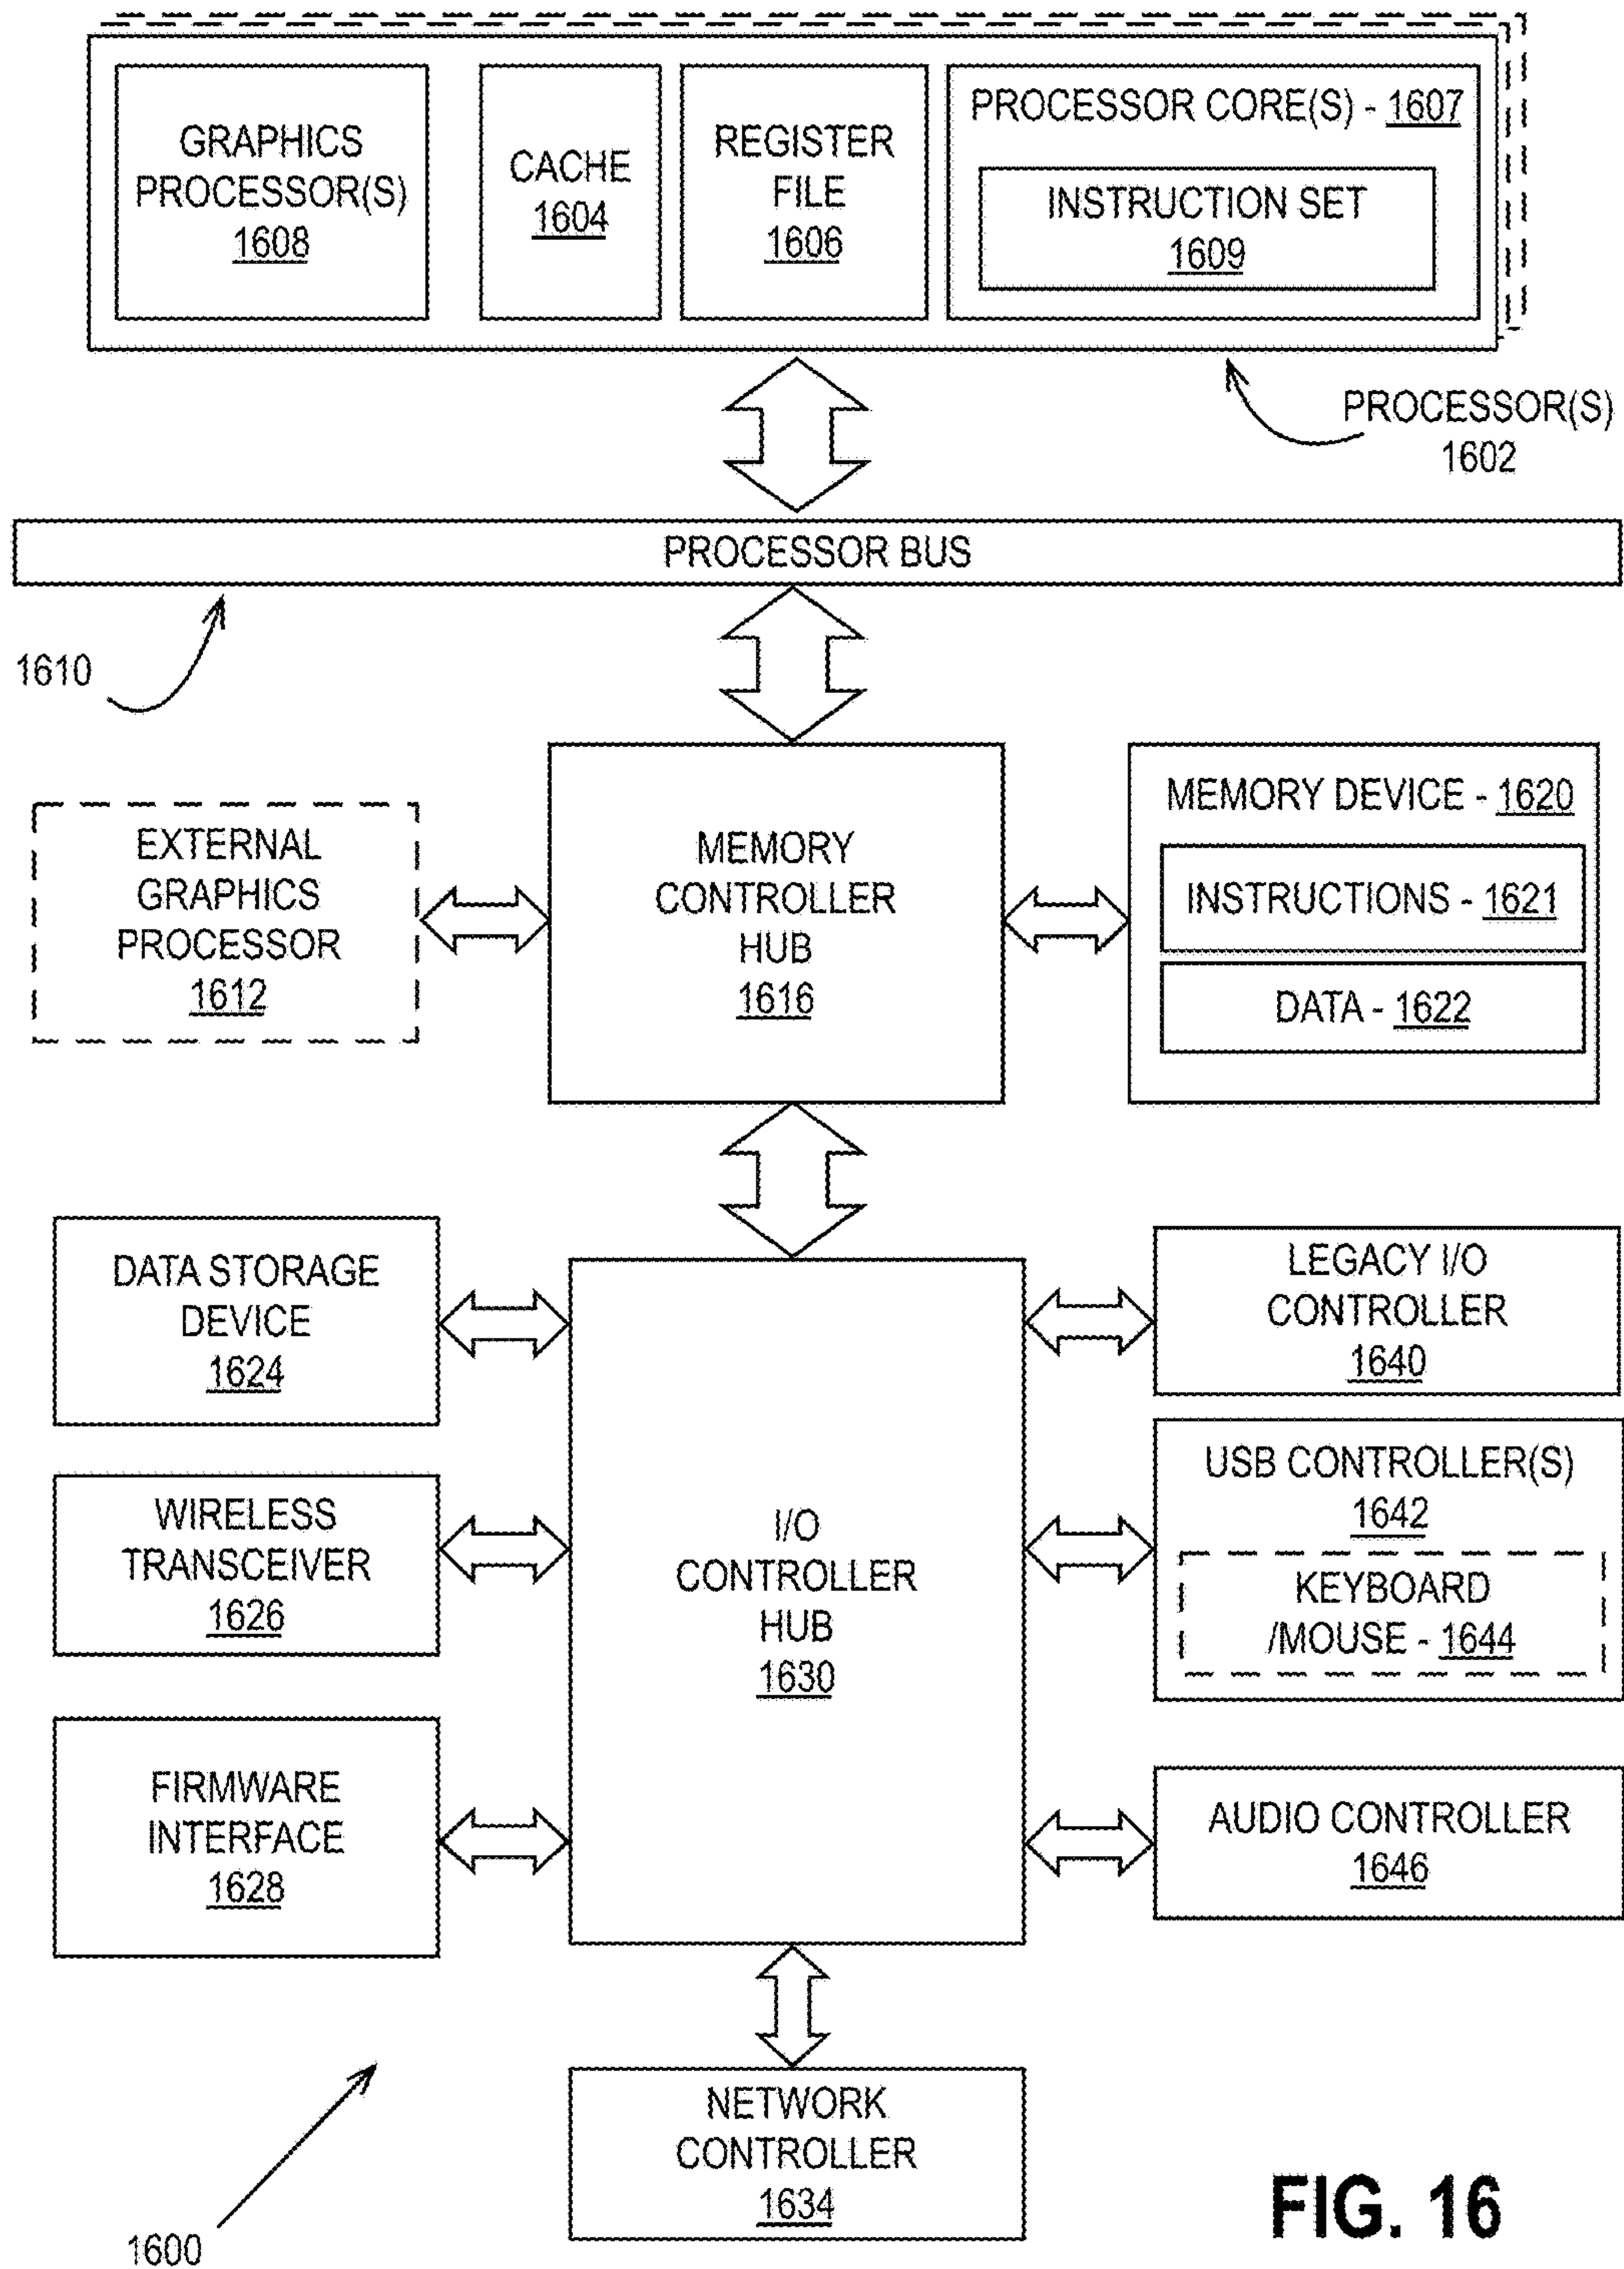 GRAPHICS
PROCESSOR(S)
1608
CACHE
1604
REGISTER
FILE
1606
PROCESSOR CORE(S) - 1607
INSTRUCTION SET
1609
PROCESSOR(S)
1602
PROCESSOR BUS
1610
EXTERNAL
GRAPHICS
PROCESSOR
1612
MEMORY
CONTROLLER
HUB
1616
MEMORY DEVICE - 1620
INSTRUCTIONS - 1621
DATA - 1622
DATA STORAGE
DEVICE
1624
WIRELESS
TRANSCEIVER
1626
FIRMWARE
INTERFACE
1628
I/O
CONTROLLER
HUB
1630
LEGACY I/O
CONTROLLER
1640
USB CONTROLLER(S)
1642
KEYBOARD
/MOUSE - 1644
AUDIO CONTROLLER
1646
NETWORK
CONTROLLER
1634
1600
FIG. 16